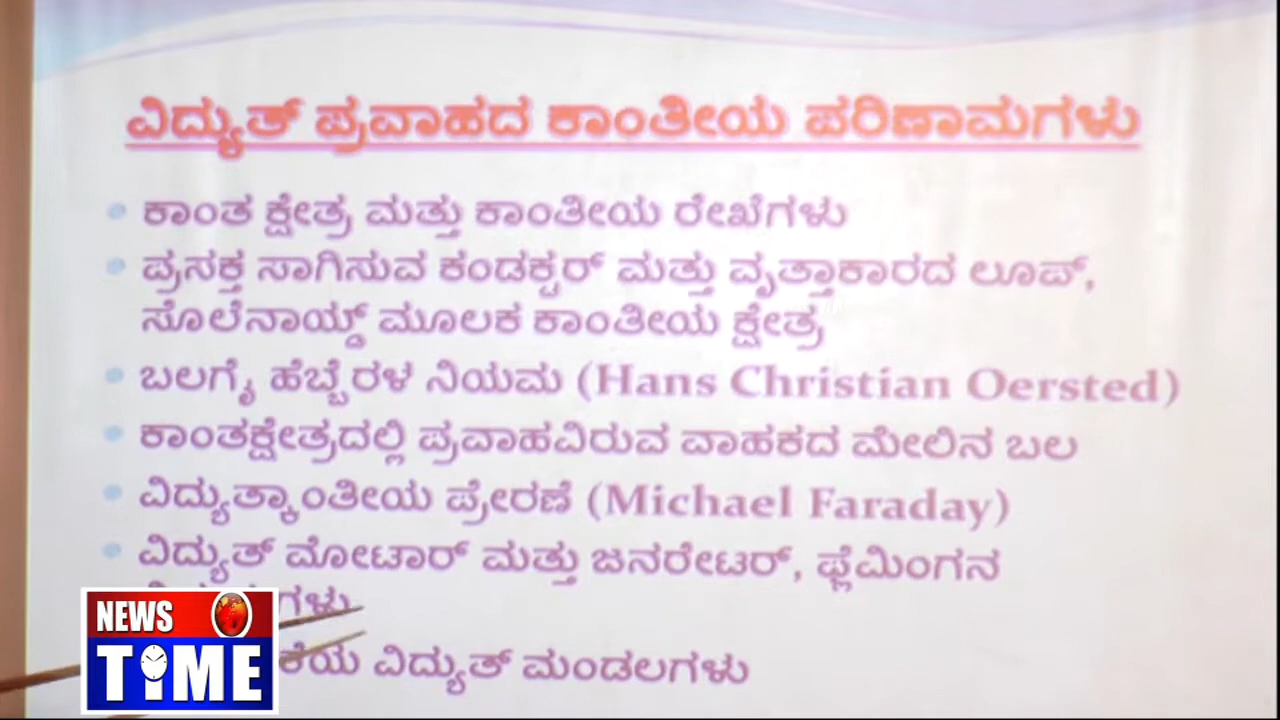 ವಿದ್ಯುತ್ ಪ್ರವಾಹದ ಕಾಂತೀಯ ಪರಿಣಾಮಗಳು
ಕಾಂತ ಕ್ಷೇತ್ರ ಮತ್ತು ಕಾಂತೀಯ ರೇಖೆಗಳು
ಪ್ರಸಕ್ತ ಸಾಗಿಸುವ ಕಂಡಕ್ಟರ್ ಮತ್ತು ವೃತ್ತಾಕಾರದ ಲೂಪ್,
ಸೊಲೆನಾಯ್ಡ್ ಮೂಲಕ ಕಾಂತೀಯ ಕ್ಷೇತ್ರ
ಬಲಗೈ ಹೆಬ್ಬೆರಳ ನಿಯಮ (Hans Christian Oersted)
ಕಾಂತಕ್ಷೇತ್ರದಲ್ಲಿ ಪ್ರವಾಹವಿರುವ ವಾಹಕದ ಮೇಲಿನ ಬಲ
ವಿದ್ಯುತ್ಕಾಂತೀಯ ಪ್ರೇರಣೆ (Michael Faraday)
ವಿದ್ಯುತ್ ಮೋಟಾರ್ ಮತ್ತು ಜನರೇಟರ್, ಫ್ಲೆಮಿಂಗನ
ವಿದ್ಯುತ್ ಮಂಡಲಗಳು
NEWS
TIME